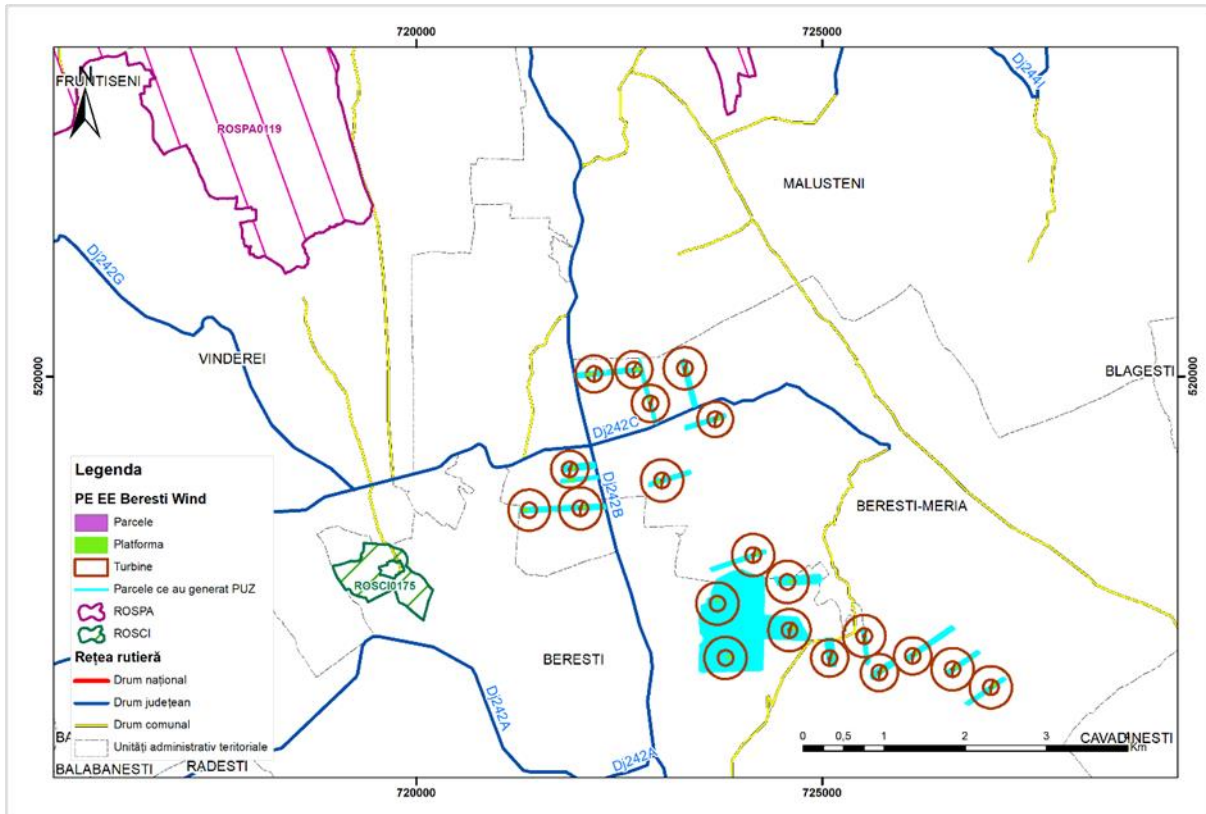 720000
725000
FRUNTISENI
N
ROSPA0119
Dj244I
MALUSTENI
Dj242G
520000
VINDEREI
520000
BLAGESTI
Dj242C
Legenda
PE EE Beresti Wind
Parcele
Platforma
Turbine
Parcele ce au generat PUZ
ROSPA
ROSCI
Rețea rutieră
Drum național
Drum județean
Drum comunal
Unități administrativ teritoriale
Dj242B
BERESTI-MERIA
ROSCI0175
BERESTI
Dj242A
Dj242A
0 0,5 1 2 3 4
Km
CAVADINESTI
BALABANESTI
RADESTI
720000
725000